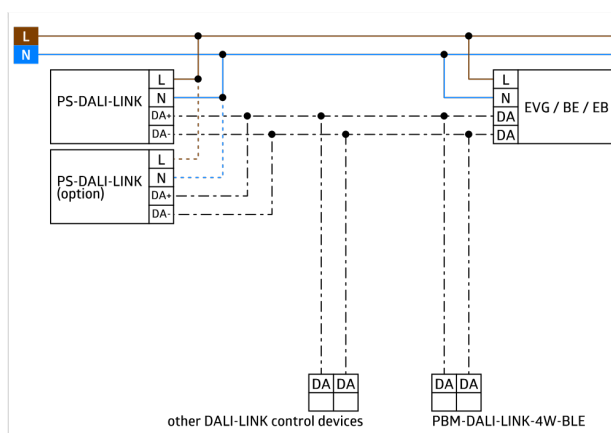 L
N
PS-DALI-LINK
L
N
DA+
DA-
L
N
DA
DA
EVG / BE / EB
PS-DALI-LINK
(option)
L
N
DA+
DA-
DA DA
DA DA
other DALI-LINK control devices
PBM-DALI-LINK-4W-BLE